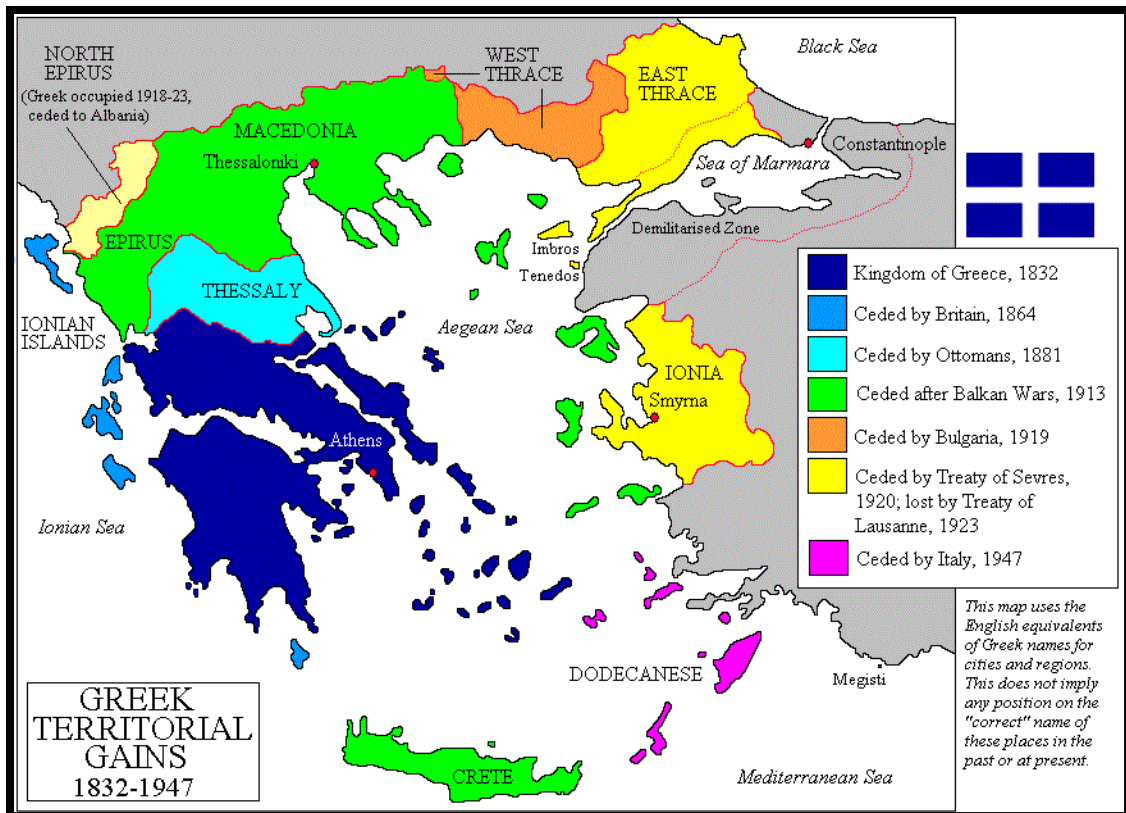 Black Sea
NORTH
EPIRUS
(Greek occupied 1918-23,
ceded to Albania)
WEST
THRACE
EAST
THRACE
MACEDONIA
Thessaloniki
Constantinople
Sea of Marmara
Demilitarised Zone
Imbros
Tenedos
EPIRUS
THESSALY
IONIAN
ISLANDS
Aegean Sea
IONIA
Smyrna
Athens
Ionian Sea
DODECANESE
Megisti
CRETE
Mediterranean Sea
GREEK
TERRITORIAL
GAINS
1832-1947
Kingdom of Greece, 1832
Ceded by Britain, 1864
Ceded by Ottomans, 1881
Ceded after Balkan Wars, 1913
Ceded by Bulgaria, 1919
Ceded by Treaty of Sevres,
1920; lost by Treaty of
Lausanne, 1923
Ceded by Italy, 1947
This map uses the
English equivalents
of Greek names for
cities and regions.
This does not imply
any position on the
"correct" name of
these places in the
past or at present.